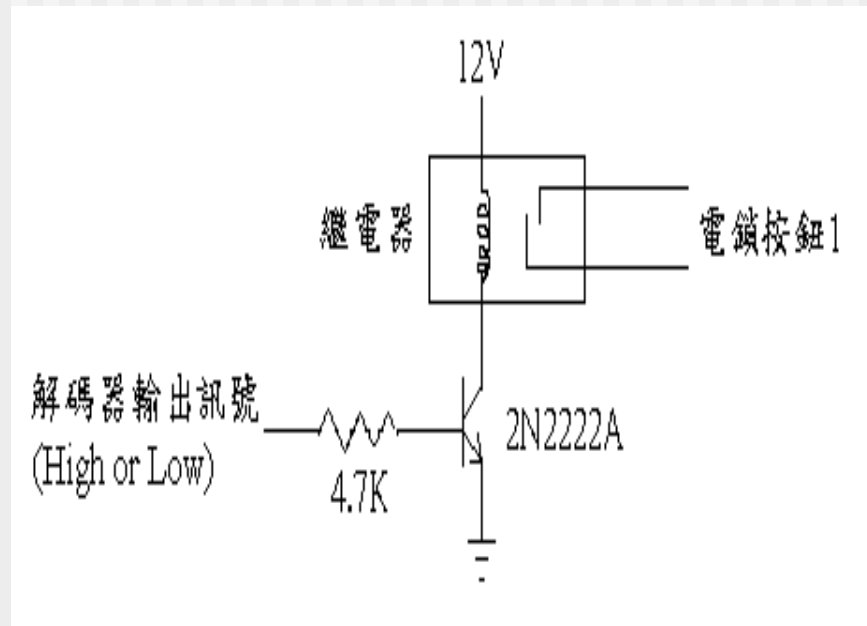 12V
繼電器
電鎖按鈕1
解碼器輸出訊號
(High or Low)
2N2222A
4.7K